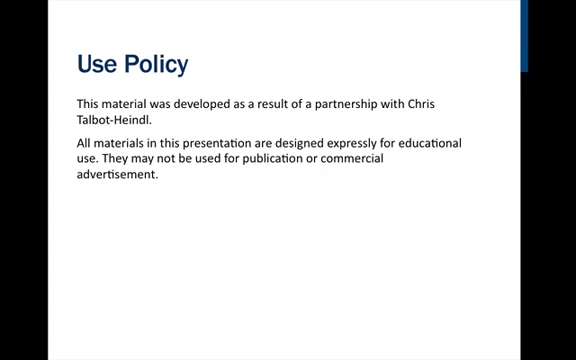 Use Policy
This material was developed as a result of a partnership with Chris
Talbot-Heindl.
All materials in this presentation are designed expressly for educational
use. They may not be used for publication or commercial
advertisement.